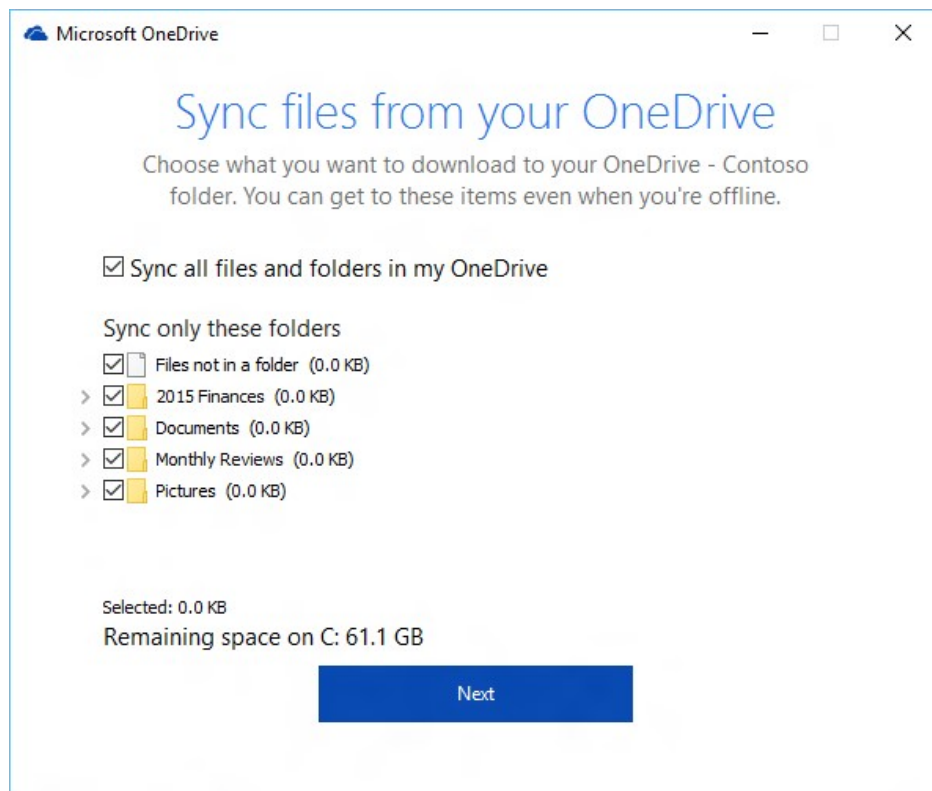 Microsoft OneDrive
Sync files from your OneDrive
Choose what you want to download to your OneDrive - Contoso
folder. You can get to these items even when you're offline.
Sync all files and folders in my OneDrive
Sync only these folders
Files not in a folder (0.0 KB)
2015 Finances (0.0 KB)
Documents (0.0 KB)
Monthly Reviews (0.0 KB)
Pictures (0.0 KB)
Selected: 0.0 KB
Remaining space on C: 61.1 GB
Next